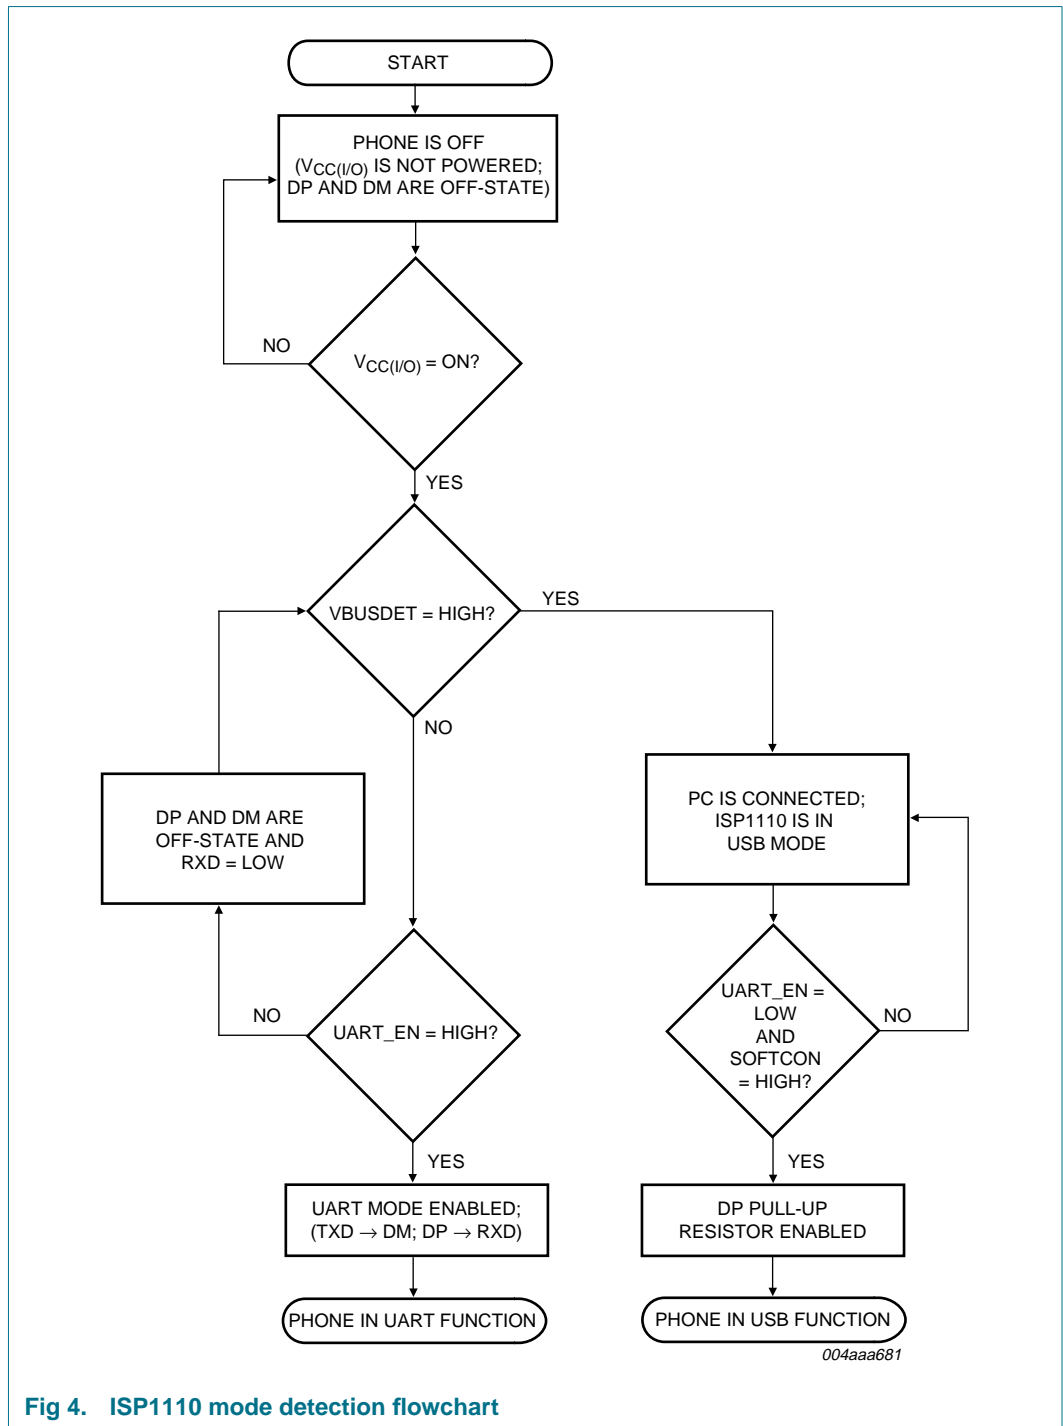 START
PHONE IS OFF
(VCC(I/O) IS NOT POWERED;
DP AND DM ARE OFF-STATE)
NO
VCC(I/O) = ON?
YES
VBUSDET = HIGH?
YES
NO
DP AND DM ARE
OFF-STATE AND
RXD = LOW
PC IS CONNECTED;
ISP1110 IS IN
USB MODE
NO
UART_EN = HIGH?
UART_EN =
LOW
AND
SOFTCON
= HIGH?
NO
YES
YES
UART MODE ENABLED;
(TXD → DM; DP → RXD)
DP PULL-UP
RESISTOR ENABLED
PHONE IN UART FUNCTION
PHONE IN USB FUNCTION
004aaa681
Fig 4. ISP1110 mode detection flowchart